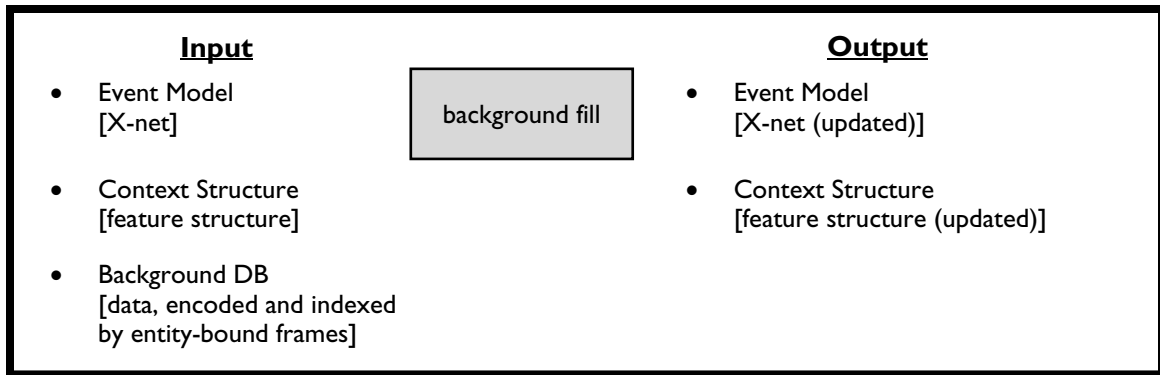 Input
• Event Model
[X-net]
• Context Structure
[feature structure]
• Background DB
[data, encoded and indexed
by entity-bound frames]
background fill
Output
• Event Model
[X-net (updated)]
• Context Structure
[feature structure (updated)]